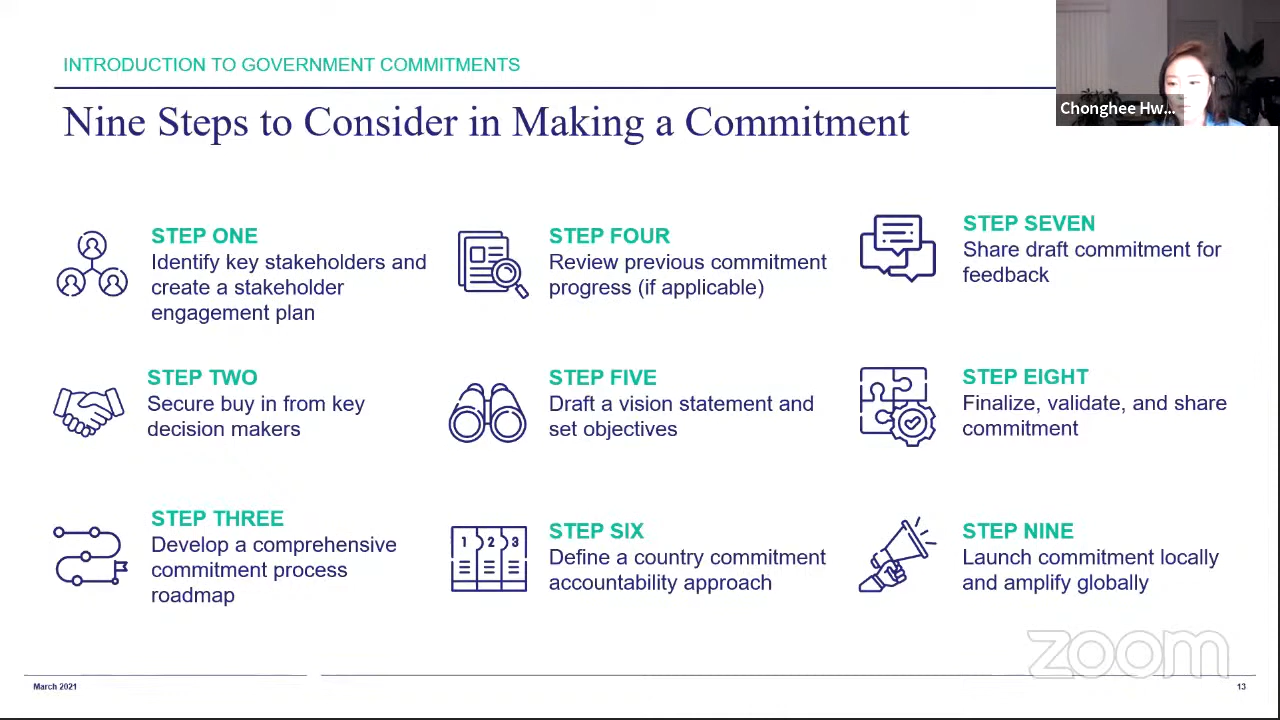 INTRODUCTION TO GOVERNMENT COMMITMENTS
Nine Steps to Consider in Making a Commitment
Chonghee Hw...
STEP ONE
Identify key stakeholders and
create a stakeholder
engagement plan
STEP TWO
Secure buy in from key
decision makers
STEP THREE
Develop a comprehensive
commitment process
roadmap
STEP FOUR
Review previous commitment
progress (if applicable)
STEP FIVE
Draft a vision statement and
set objectives
1 2 3
STEP SIX
Define a country commitment
accountability approach
STEP SEVEN
Share draft commitment for
feedback
STEP EIGHT
Finalize, validate, and share
commitment
STEP NINE
Launch commitment locally
and amplify globally
zoom
March 2021
13